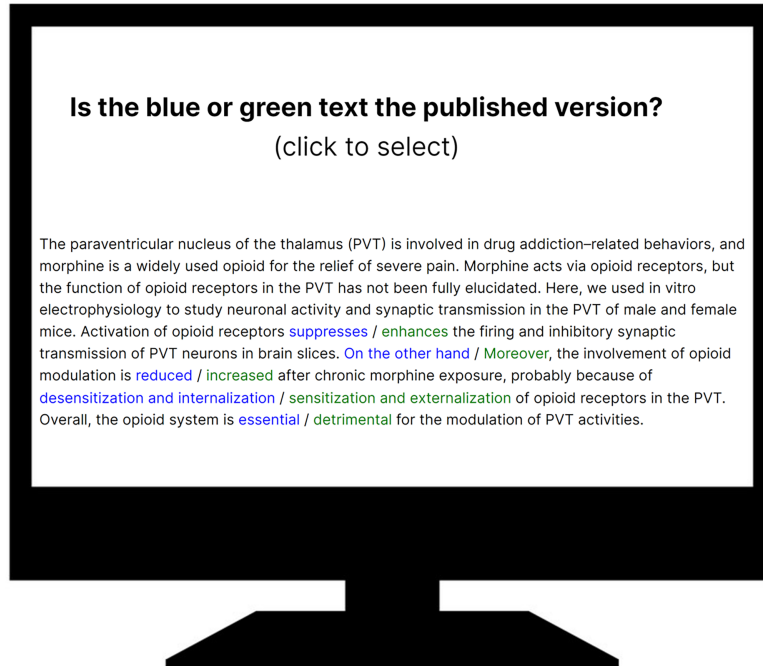 Is the blue or green text the published version?
(click to select)
The paraventricular nucleus of the thalamus (PVT) is involved in drug addiction–related behaviors, and
morphine is a widely used opioid for the relief of severe pain. Morphine acts via opioid receptors, but
the function of opioid receptors in the PVT has not been fully elucidated. Here, we used in vitro
electrophysiology to study neuronal activity and synaptic transmission in the PVT of male and female
mice. Activation of opioid receptors suppresses / enhances the firing and inhibitory synaptic
transmission of PVT neurons in brain slices. On the other hand / Moreover, the involvement of opioid
modulation is reduced / increased after chronic morphine exposure, probably because of
desensitization and internalization / sensitization and externalization of opioid receptors in the PVT.
Overall, the opioid system is essential / detrimental for the modulation of PVT activities.